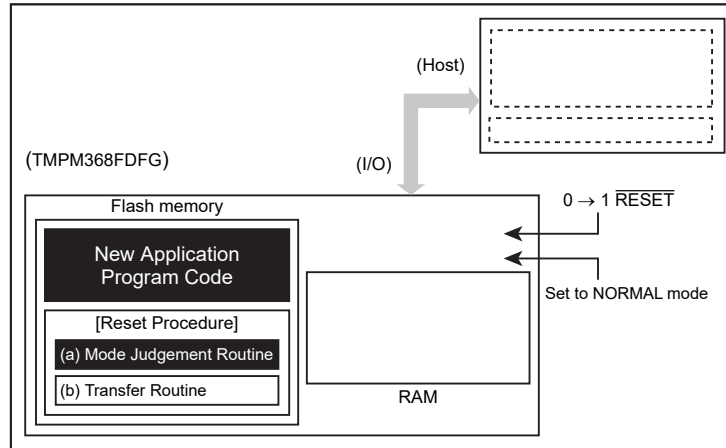 (Host)
(TMPM368FDFG)
(I/O)
Flash memory
0 → 1 RESET
New Application
Program Code
Set to NORMAL mode
[Reset Procedure]
(a) Mode Judgement Routine
(b) Transfer Routine
RAM